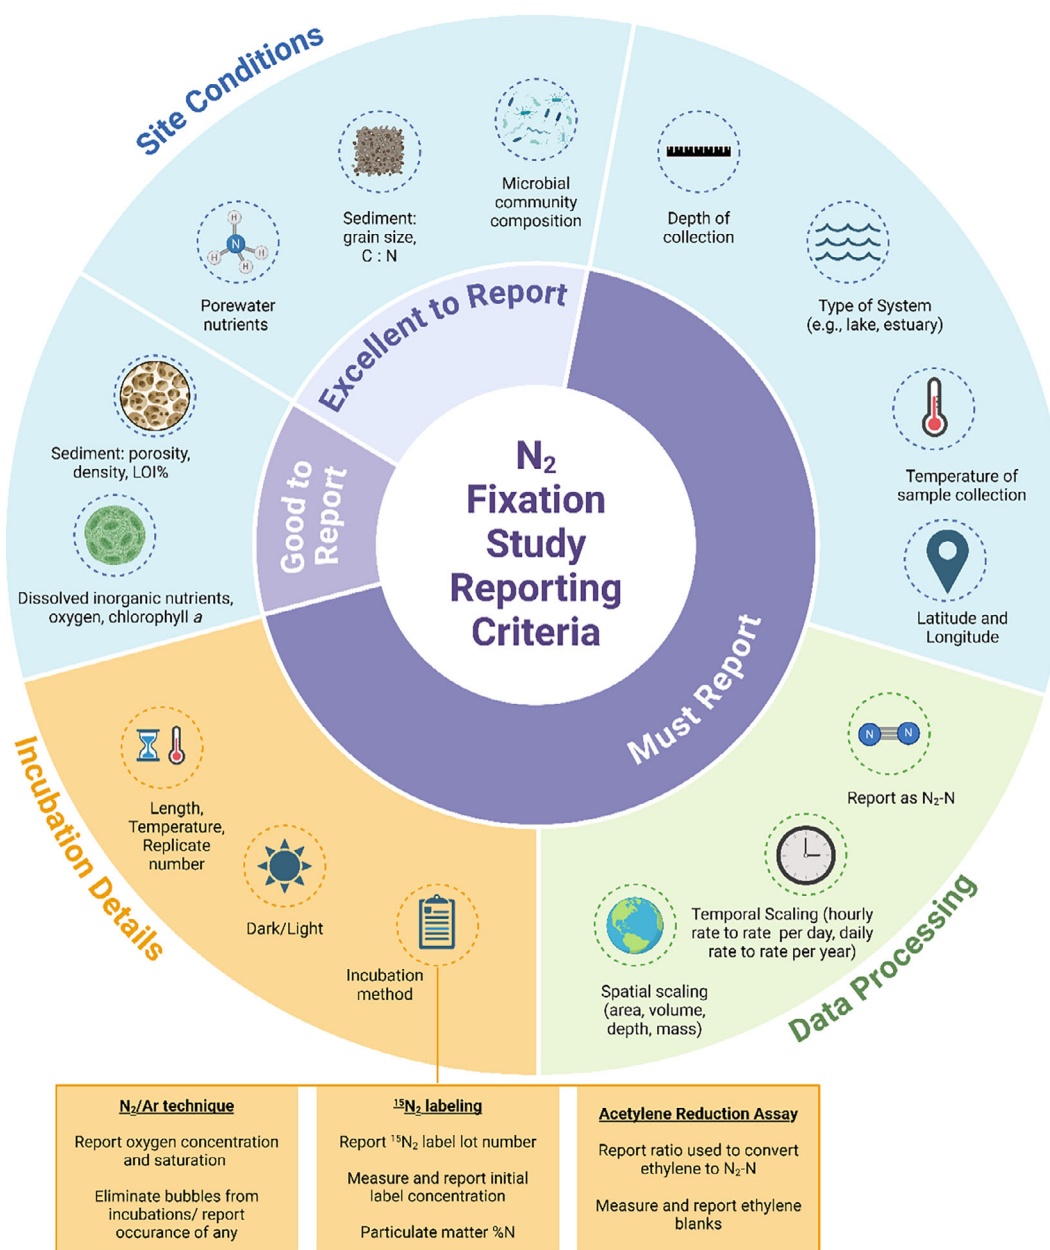 Site Conditions
Microbial
community
composition
Sediment:
grain size,
C : N
Porewater
nutrients
H
N
H
H
H
Depth of
collection
Type of System
(e.g., lake, estuary)
Temperature of
sample collection
Latitude and
Longitude
Sediment: porosity,
density, LOI%
Dissolved inorganic nutrients,
oxygen, chlorophyll a
Excellent to Report
Good to
Report
Must Report
N₂
Fixation
Study
Reporting
Criteria
Incubation Details
Length,
Temperature,
Replicate
number
Dark/Light
Incubation
method
Data Processing
N
N
Report as N₂-N
Temporal Scaling (hourly
rate to rate per day, daily
rate to rate per year)
Spatial scaling
(area, volume,
depth, mass)
N₂/Ar technique
Report oxygen concentration
and saturation
Eliminate bubbles from
incubations/ report
occurance of any
¹⁵N₂ labeling
Report ¹⁵N₂ label lot number
Measure and report initial
label concentration
Particulate matter %N
Acetylene Reduction Assay
Report ratio used to convert
ethylene to N₂-N
Measure and report ethylene
blanks